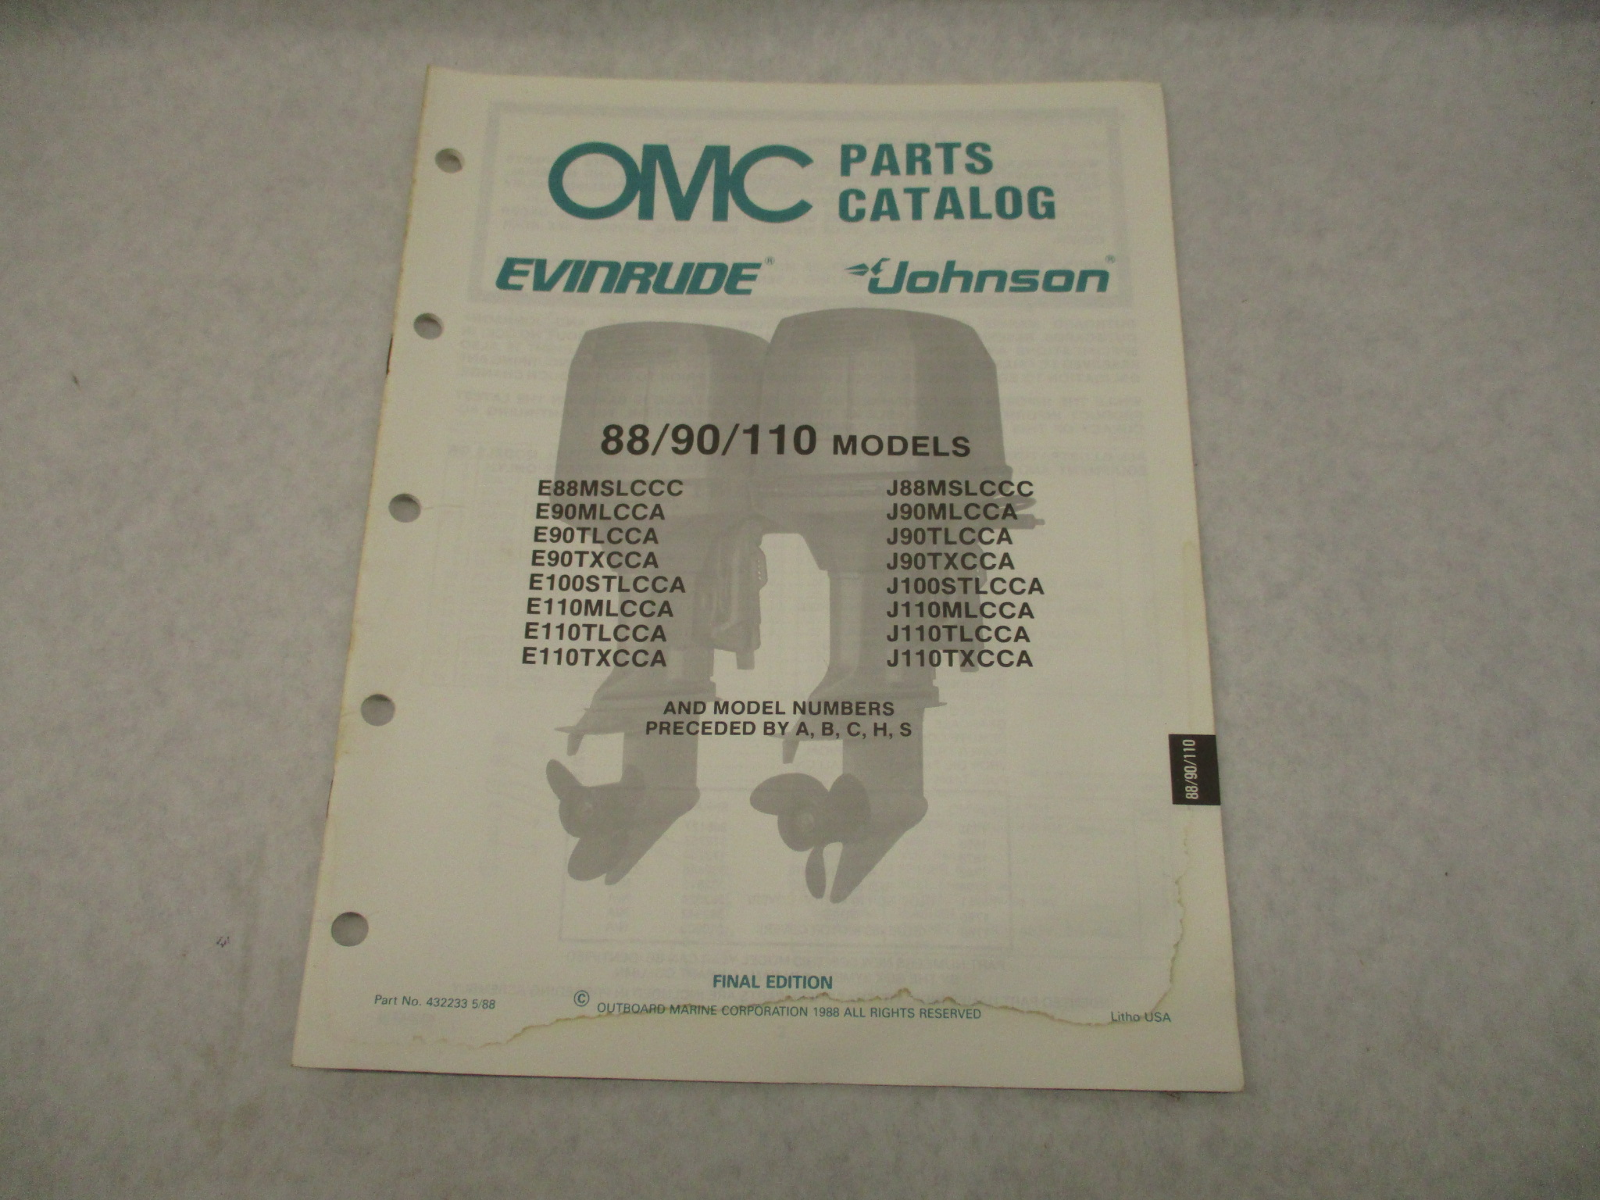 OMC PARTS CATALOG
EVINRUDE® Johnson®
88/90/110 MODELS
E88MSLCCC J88MSLCCC
E90MLCCA J90MLCCA
E90TLCCA J90TLCCA
E90TXCCA J90TXCCA
E100STLCCA J100STLCCA
E110MLCCA J110MLCCA
E110TLCCA J110TLCCA
E110TXCCA J110TXCCA
AND MODEL NUMBERS
PRECEDED BY A, B, C, H, S
88/90/110
FINAL EDITION
Part No. 432233 5/88
© OUTBOARD MARINE CORPORATION 1988 ALL RIGHTS RESERVED
Litho USA